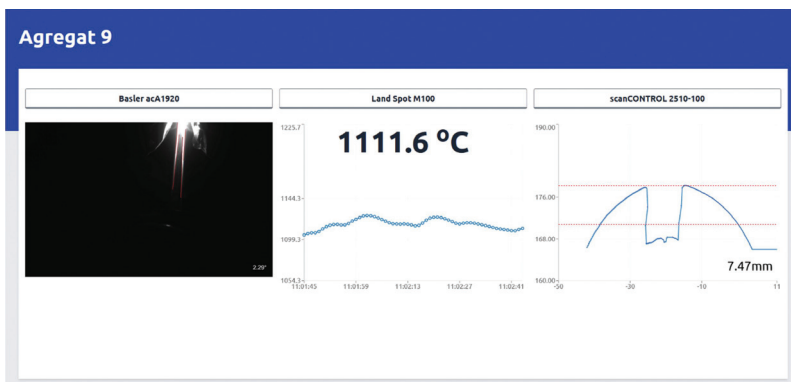 Agregat 9
Basler acA1920
2.29°
Land Spot M100
1111.6 °C
1225.7
1144.3
1099.3
1054.3
11:01:45 11:01:59 11:02:13 11:02:27 11:02:41
scanCONTROL 2510-100
190.00
176.00
168.00
160.00
7.47mm
-50 -30 -10 11